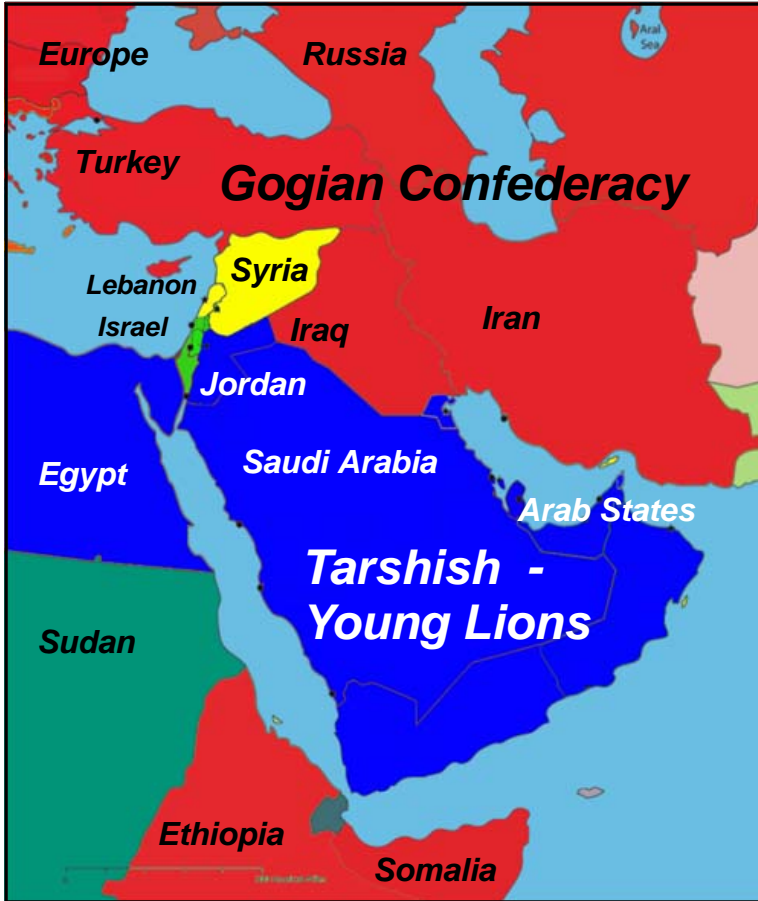 Europe
Russia
Aral
Sea
Turkey
Gogian Confederacy
Syria
Lebanon
Israel
Iraq
Iran
Jordan
Egypt
Saudi Arabia
Arab States
Tarshish -
Young Lions
Sudan
Ethiopia
Somalia